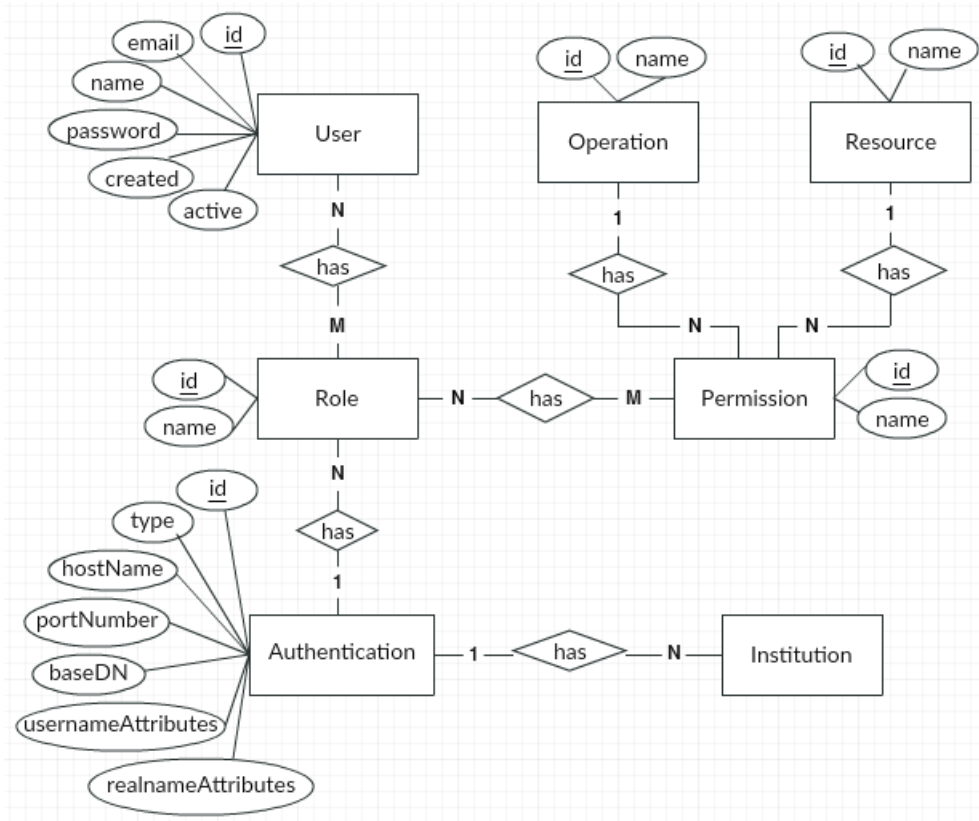 id
email
name
password
created
active
User
id
name
Operation
id
name
Resource
N
has
M
1
has
N
1
has
N
id
name
Role
N
has
M
Permission
id
name
N
has
1
id
type
hostName
portNumber
baseDN
usernameAttributes
realnameAttributes
Authentication
1
has
N
Institution